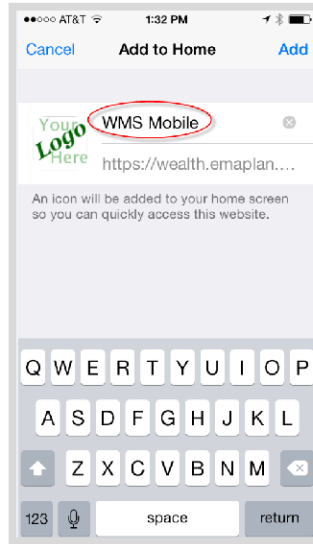 AT&T 1:32 PM
Cancel Add to Home Add
Your Logo Here
WMS Mobile
https://wealth.emaplan....
An icon will be added to your home screen
so you can quickly access this website.
Q W E R T Y U I O P
A S D F G H J K L
Z X C V B N M
123 space return